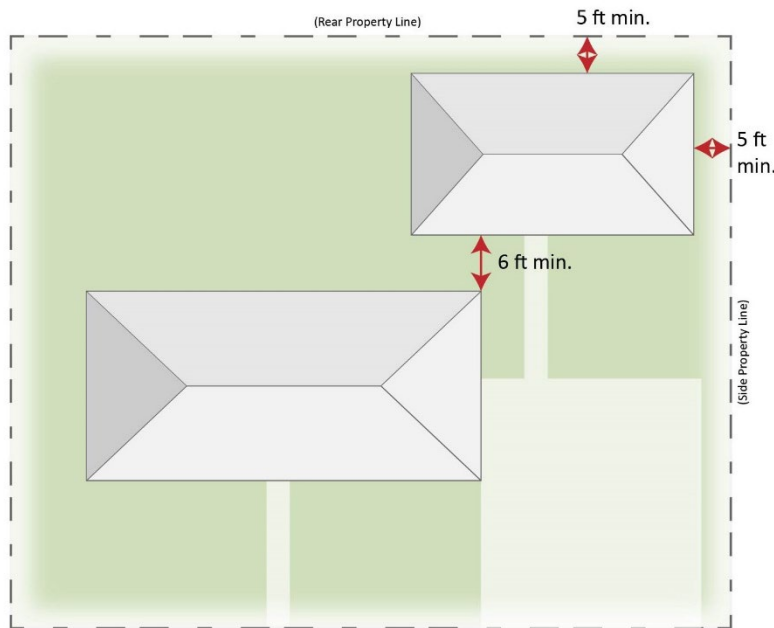 5 ft min.
(Rear Property Line)
5 ft
min.
6 ft min.
(Side Property Line)